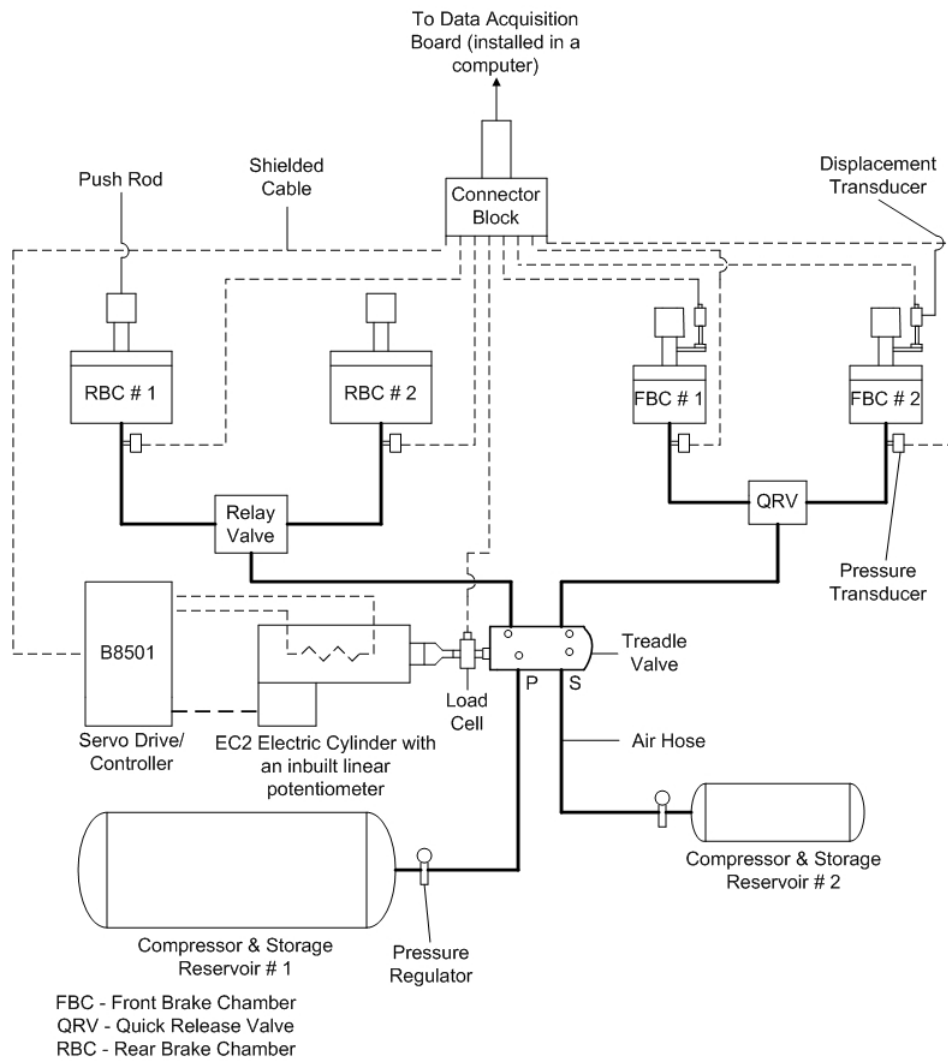 To Data Acquisition
Board (installed in a
computer)
Push Rod
Shielded
Cable
Connector
Block
Displacement
Transducer
RBC # 1
RBC # 2
FBC # 1
FBC # 2
Relay
Valve
QRV
Pressure
Transducer
B8501
Treadle
Valve
P
S
Load
Cell
Servo Drive/
Controller
EC2 Electric Cylinder with
an inbuilt linear
potentiometer
Air Hose
Compressor & Storage
Reservoir # 2
Compressor & Storage
Reservoir # 1
Pressure
Regulator
FBC - Front Brake Chamber
QRV - Quick Release Valve
RBC - Rear Brake Chamber